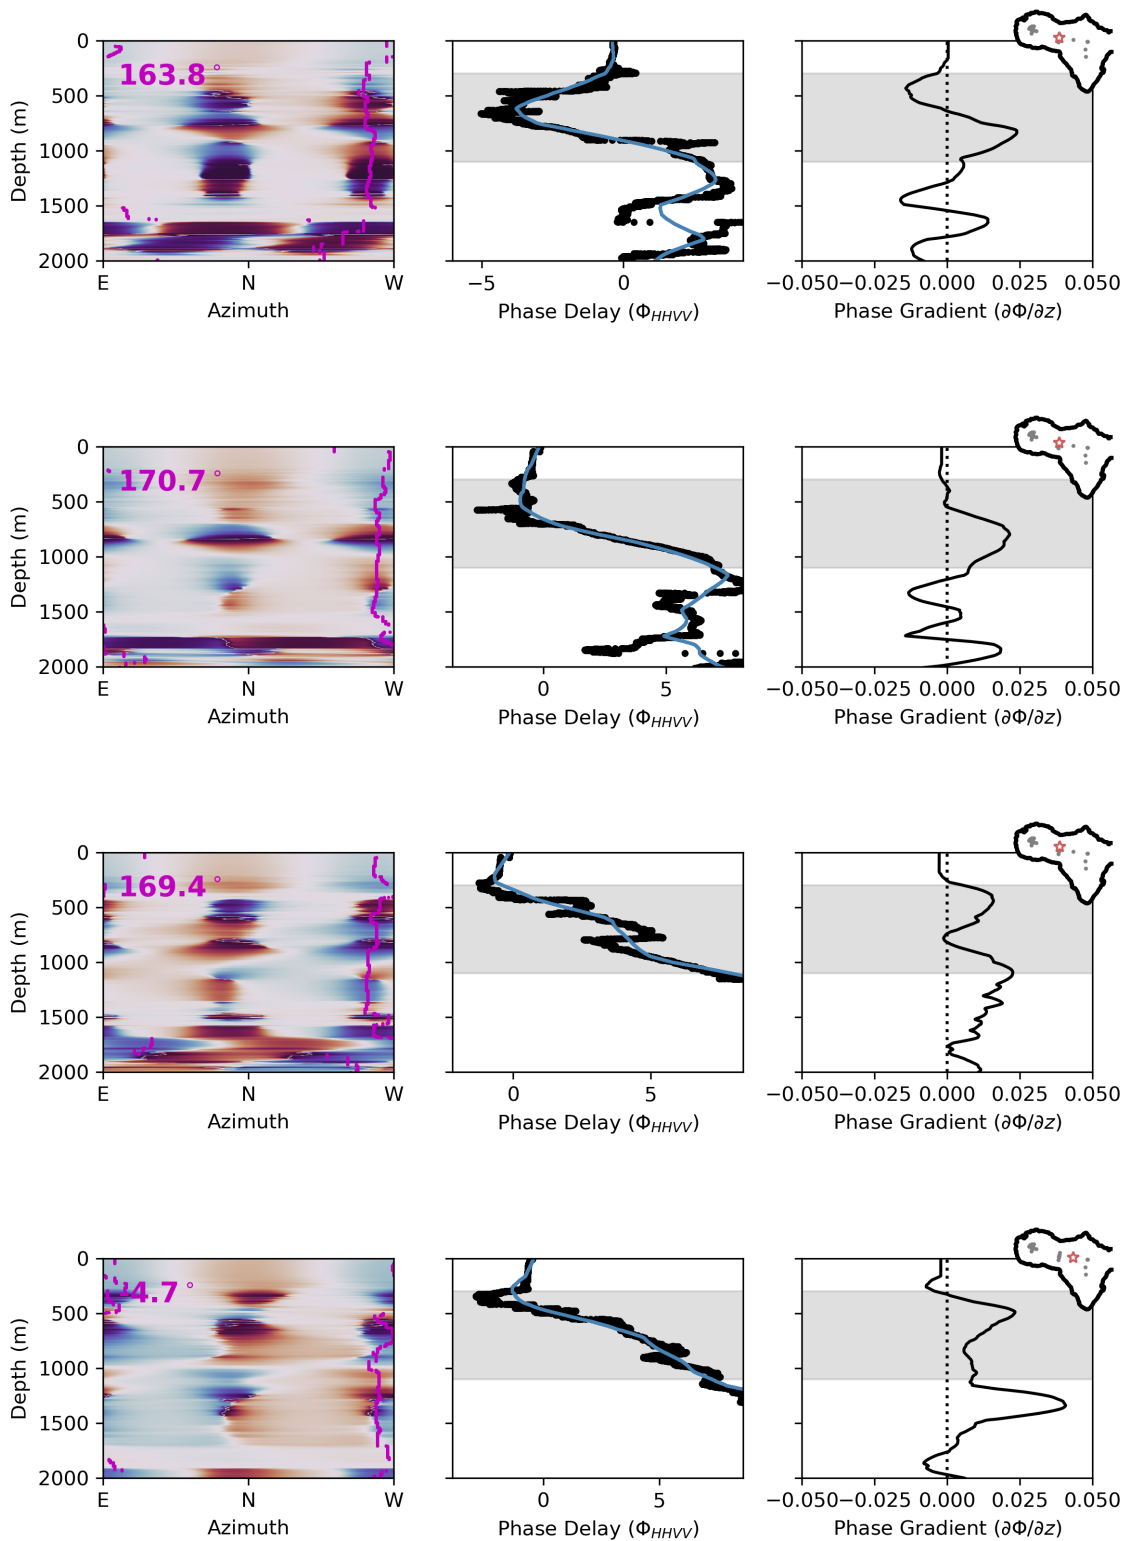 0
500
1000
1500
2000
Depth (m)
163.8°
E N W
Azimuth
−5 0
Phase Delay (Φ_HHVV)
−0.050 −0.025 0.000 0.025 0.050
Phase Gradient (∂Φ/∂z)
0
500
1000
1500
2000
Depth (m)
170.7°
E N W
Azimuth
0 5
Phase Delay (Φ_HHVV)
−0.050 −0.025 0.000 0.025 0.050
Phase Gradient (∂Φ/∂z)
0
500
1000
1500
2000
Depth (m)
169.4°
E N W
Azimuth
0 5
Phase Delay (Φ_HHVV)
−0.050 −0.025 0.000 0.025 0.050
Phase Gradient (∂Φ/∂z)
0
500
1000
1500
2000
Depth (m)
4.7°
E N W
Azimuth
0 5
Phase Delay (Φ_HHVV)
−0.050 −0.025 0.000 0.025 0.050
Phase Gradient (∂Φ/∂z)